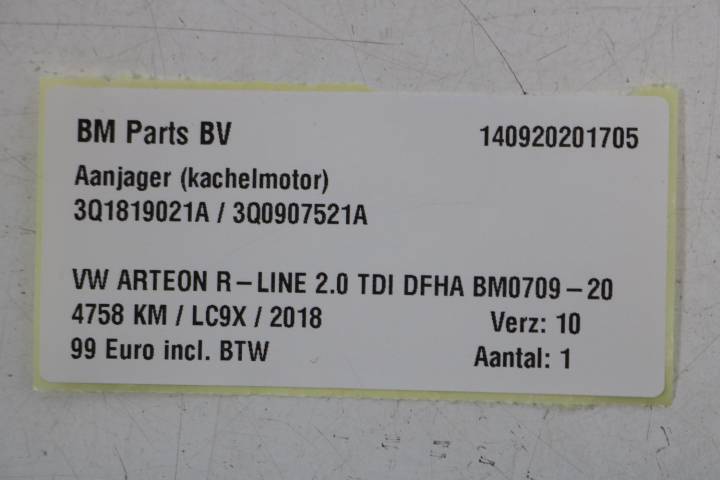 BM Parts BV 140920201705
Aanjager (kachelmotor)
3Q1819021A / 3Q0907521A
VW ARTEON R-LINE 2.0 TDI DFHA BM0709-20
4758 KM / LC9X / 2018 Verz: 10
99 Euro incl. BTW Aantal: 1